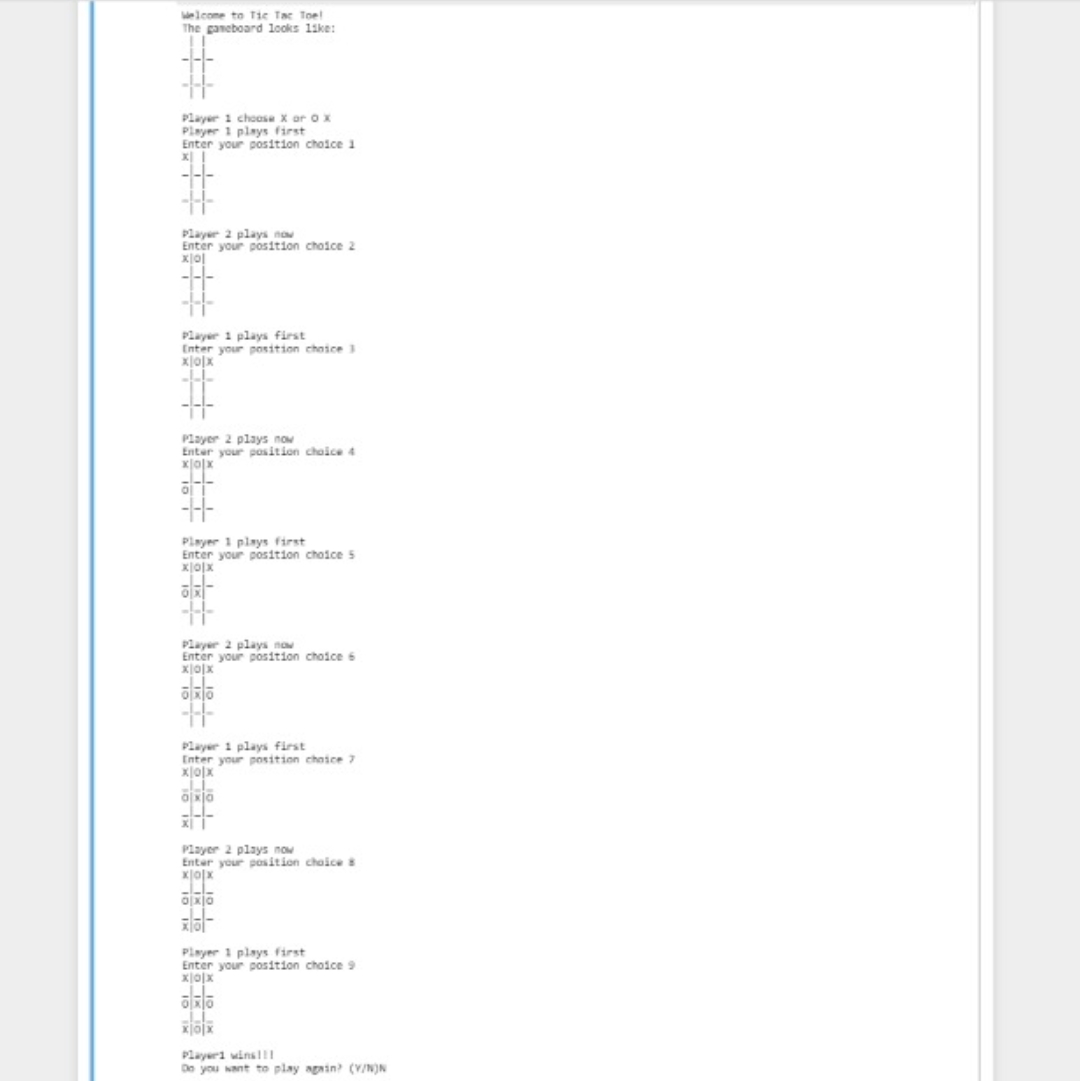 Welcome to Tic Tac Toe!
The gameboard looks like:
 | |
-|-|-
 | |
-|-|-
 | |
Player 1 choose X or O X
Player 1 plays first
Enter your position choice 1
X| |
-|-|-
 | |
-|-|-
 | |
Player 2 plays now
Enter your position choice 2
X|O|
-|-|-
 | |
-|-|-
 | |
Player 1 plays first
Enter your position choice 3
X|O|X
-|-|-
 | |
-|-|-
 | |
Player 2 plays now
Enter your position choice 4
X|O|X
-|-|-
O| |
-|-|-
 | |
Player 1 plays first
Enter your position choice 5
X|O|X
-|-|-
O|X|
-|-|-
 | |
Player 2 plays now
Enter your position choice 6
X|O|X
-|-|-
O|X|O
-|-|-
 | |
Player 1 plays first
Enter your position choice 7
X|O|X
-|-|-
O|X|O
-|-|-
X| |
Player 2 plays now
Enter your position choice 8
X|O|X
-|-|-
O|X|O
-|-|-
X|O|
Player 1 plays first
Enter your position choice 9
X|O|X
-|-|-
O|X|O
-|-|-
X|O|X
Player1 wins!!!
Do you want to play again? (Y/N)N